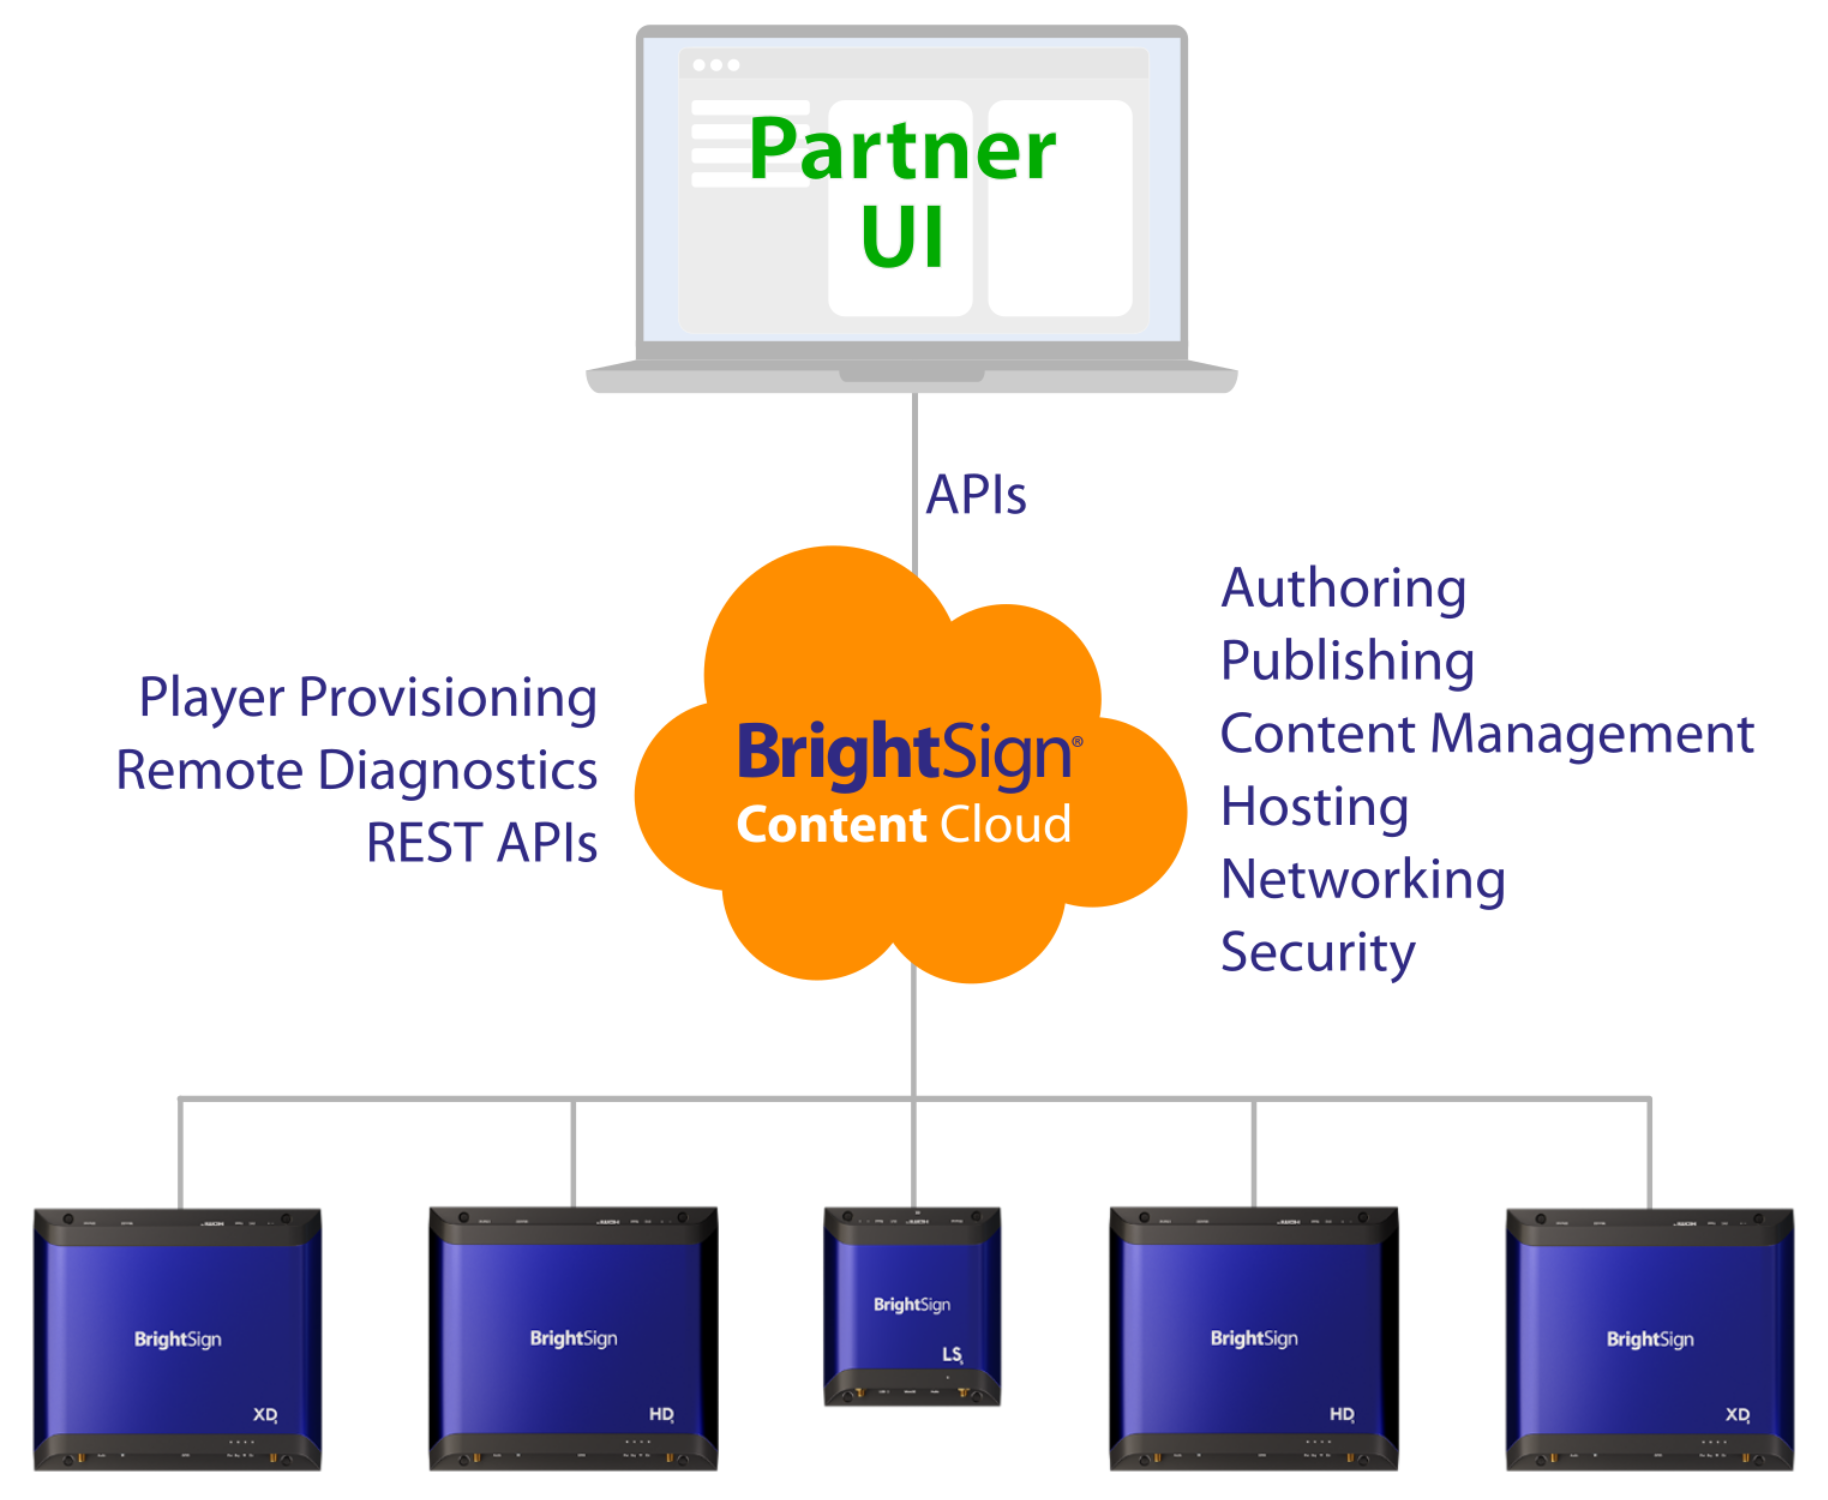 Partner
UI
APIs
Player Provisioning
Remote Diagnostics
REST APIs
BrightSign®
Content Cloud
Authoring
Publishing
Content Management
Hosting
Networking
Security
BrightSign
XD
BrightSign
HD
BrightSign
LS
BrightSign
HD
BrightSign
XD